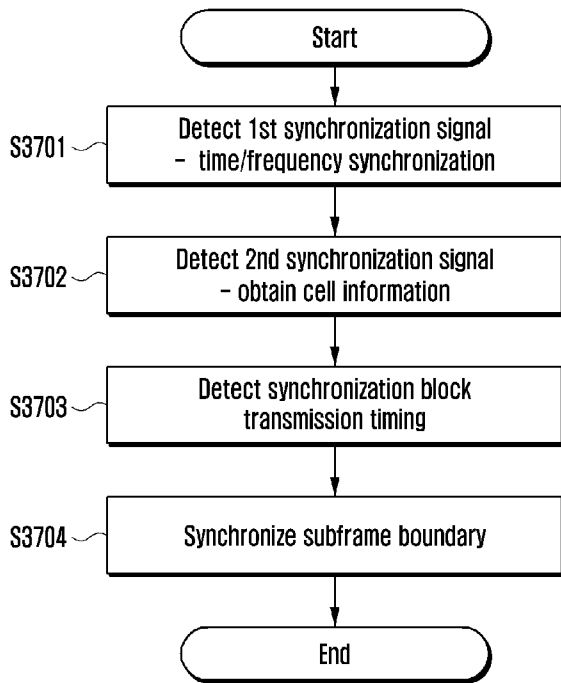 Start
S3701
Detect 1st synchronization signal
- time/frequency synchronization
S3702
Detect 2nd synchronization signal
- obtain cell information
S3703
Detect synchronization block
transmission timing
S3704
Synchronize subframe boundary
End